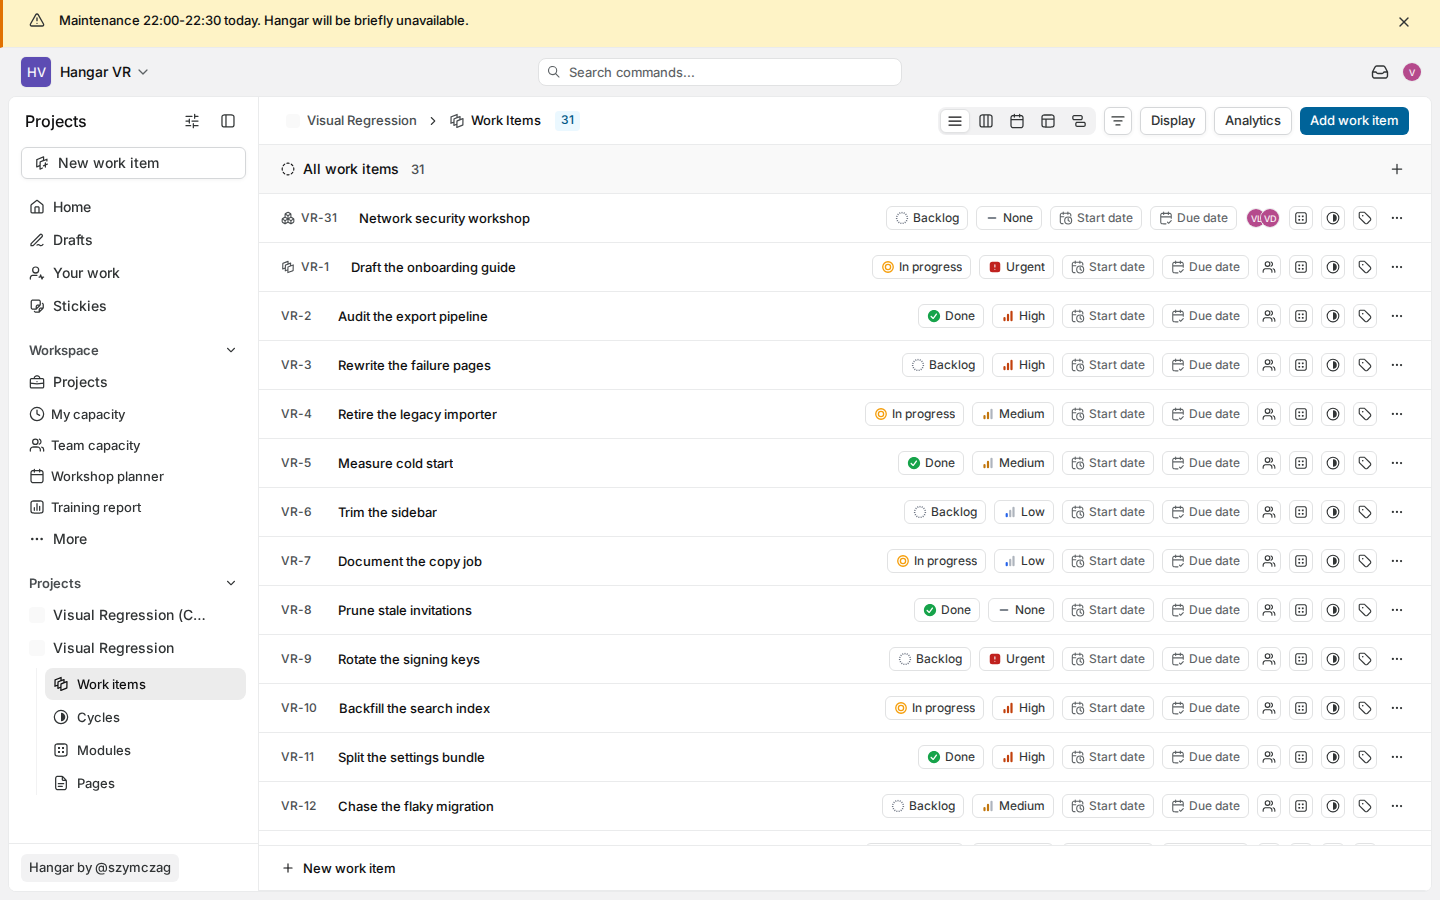 Maintenance 22:00-22:30 today. Hangar will be briefly unavailable.
HV Hangar VR
Search commands...
V
Projects
New work item
Home
Drafts
Your work
Stickies
Workspace
Projects
My capacity
Team capacity
Workshop planner
Training report
More
Projects
Visual Regression (C...
Visual Regression
Work items
Cycles
Modules
Pages
Hangar by @szymczag
Visual Regression Work Items 31
Display Analytics Add work item
All work items 31
VR-31 Network security workshop Backlog None Start date Due date VL VD
VR-1 Draft the onboarding guide In progress Urgent Start date Due date
VR-2 Audit the export pipeline Done High Start date Due date
VR-3 Rewrite the failure pages Backlog High Start date Due date
VR-4 Retire the legacy importer In progress Medium Start date Due date
VR-5 Measure cold start Done Medium Start date Due date
VR-6 Trim the sidebar Backlog Low Start date Due date
VR-7 Document the copy job In progress Low Start date Due date
VR-8 Prune stale invitations Done None Start date Due date
VR-9 Rotate the signing keys Backlog Urgent Start date Due date
VR-10 Backfill the search index In progress High Start date Due date
VR-11 Split the settings bundle Done High Start date Due date
VR-12 Chase the flaky migration Backlog Medium Start date Due date
New work item